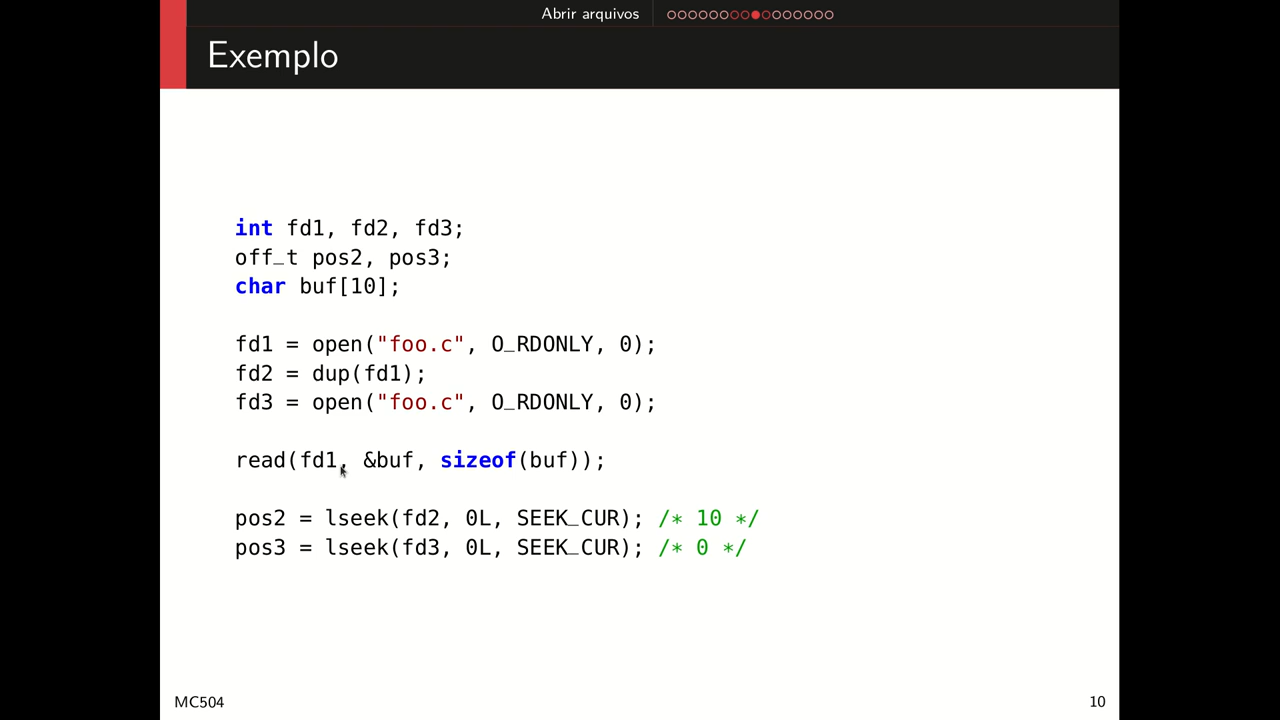 Abrir arquivos
Exemplo
int fd1, fd2, fd3;
off_t pos2, pos3;
char buf[10];
fd1 = open("foo.c", O_RDONLY, 0);
fd2 = dup(fd1);
fd3 = open("foo.c", O_RDONLY, 0);
read(fd1, &buf, sizeof(buf));
pos2 = lseek(fd2, 0L, SEEK_CUR); /* 10 */
pos3 = lseek(fd3, 0L, SEEK_CUR); /* 0 */
MC504
10